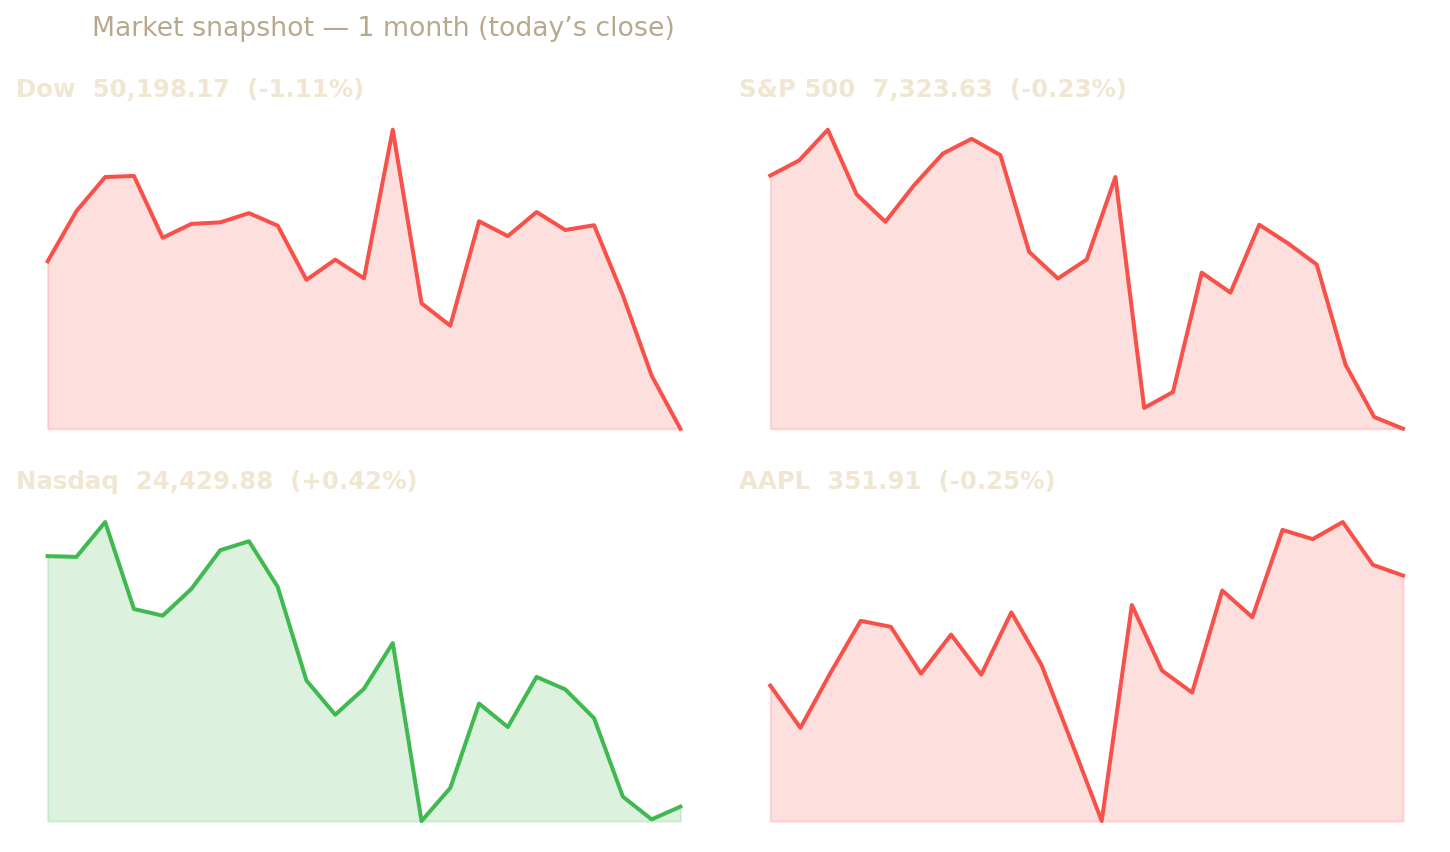 Market snapshot — 1 month (today’s close)
Dow  50,198.17  (-1.11%)
S&P 500  7,323.63  (-0.23%)
Nasdaq  24,429.88  (+0.42%)
AAPL  351.91  (-0.25%)